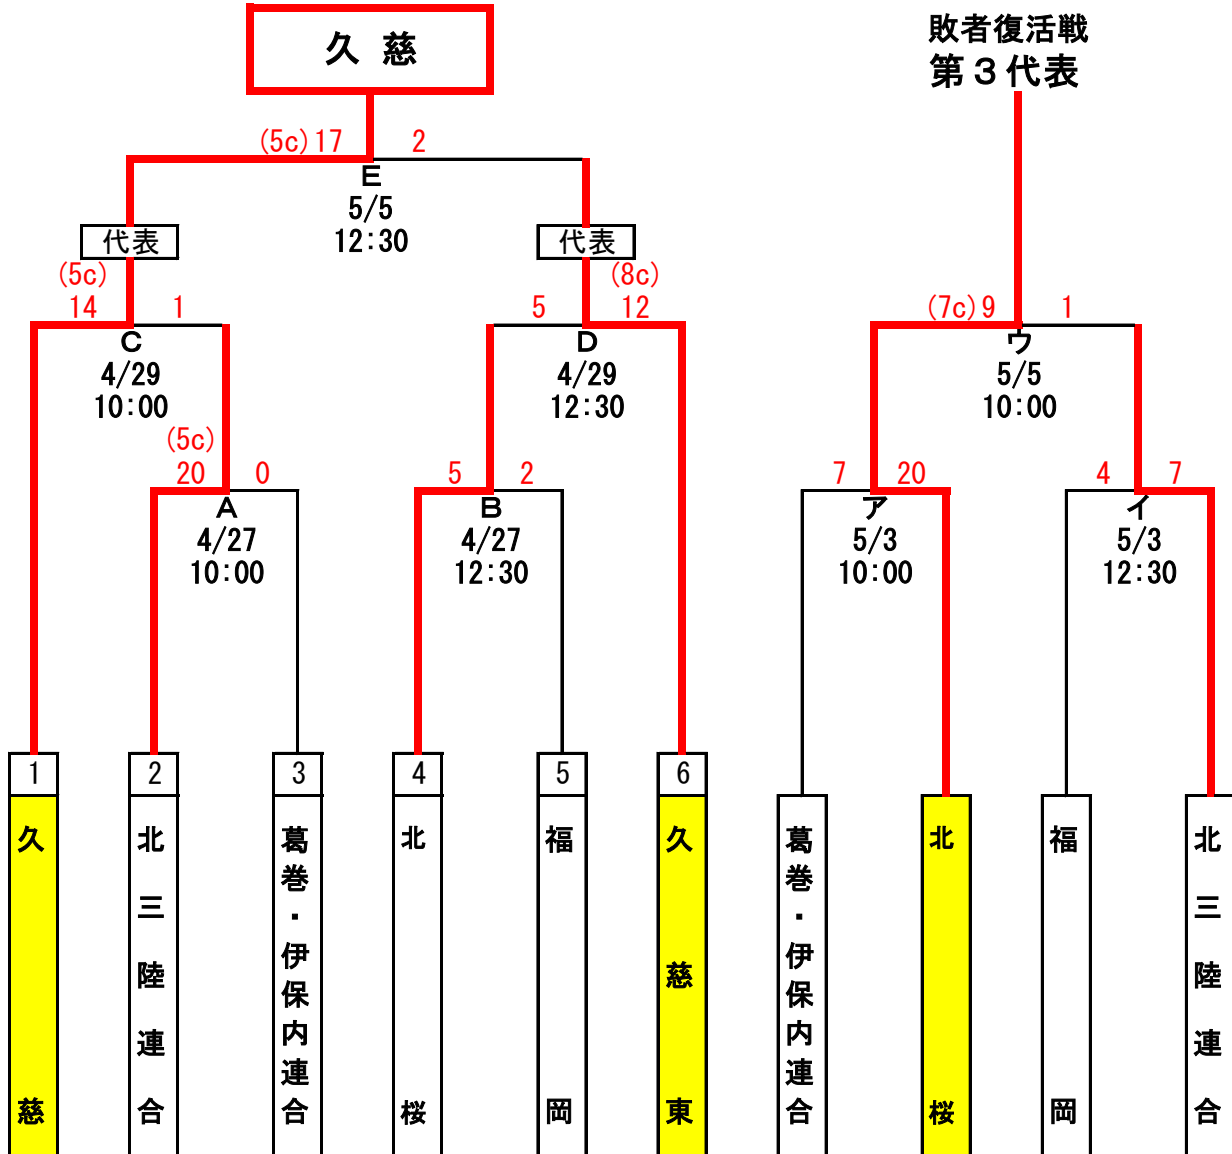 久 慈
敗者復活戦
第３代表
(5c) 17 2
E
5/5
12:30
代表
代表
(5c)
14 1
C
4/29
10:00
(8c)
5 12
D
4/29
12:30
(7c) 9 1
ウ
5/5
10:00
(5c)
20 0
A
4/27
10:00
5 2
B
4/27
12:30
7 20
ア
5/3
10:00
4 7
イ
5/3
12:30
1
久慈
2
北三陸連合
3
葛巻・伊保内連合
4
北桜
5
福岡
6
久慈東
葛巻・伊保内連合
北桜
福岡
北三陸連合